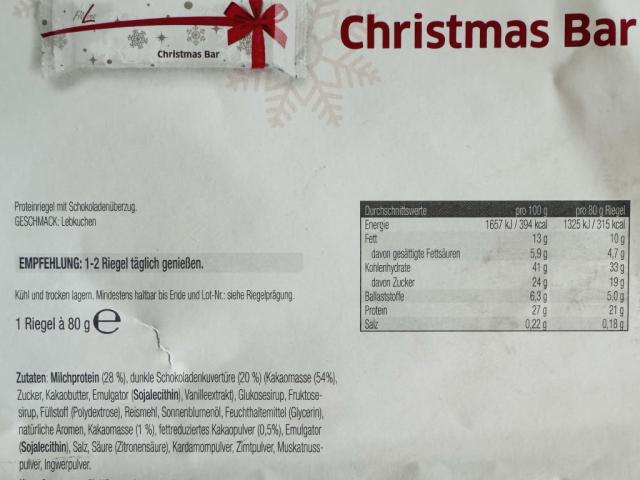 FitLine
Christmas Bar
Christmas Bar
Proteinriegel mit Schokoladenüberzug.
GESCHMACK: Lebkuchen
EMPFEHLUNG: 1-2 Riegel täglich genießen.
Kühl und trocken lagern. Mindestens haltbar bis Ende und Lot-Nr.: siehe Riegelprägung.
1 Riegel à 80 g e
Durchschnittswerte pro 100 g pro 80 g Riegel
Energie 1657 kJ / 394 kcal 1325 kJ / 315 kcal
Fett 13 g 10 g
davon gesättigte Fettsäuren 5,9 g 4,7 g
Kohlenhydrate 41 g 33 g
davon Zucker 24 g 19 g
Ballaststoffe 6,3 g 5,0 g
Protein 27 g 21 g
Salz 0,22 g 0,18 g
Zutaten: Milchprotein (28 %), dunkle Schokoladenkuvertüre (20 %) (Kakaomasse (54%),
Zucker, Kakaobutter, Emulgator (Sojalecithin), Vanilleextrakt), Glukosesirup, Fruktose-
sirup, Füllstoff (Polydextrose), Reismehl, Sonnenblumenöl, Feuchthaltemittel (Glycerin),
natürliche Aromen, Kakaomasse (1 %), fettreduziertes Kakaopulver (0,5%), Emulgator
(Sojalecithin), Salz, Säure (Zitronensäure), Kardamompulver, Zimtpulver, Muskatnuss-
pulver, Ingwerpulver.